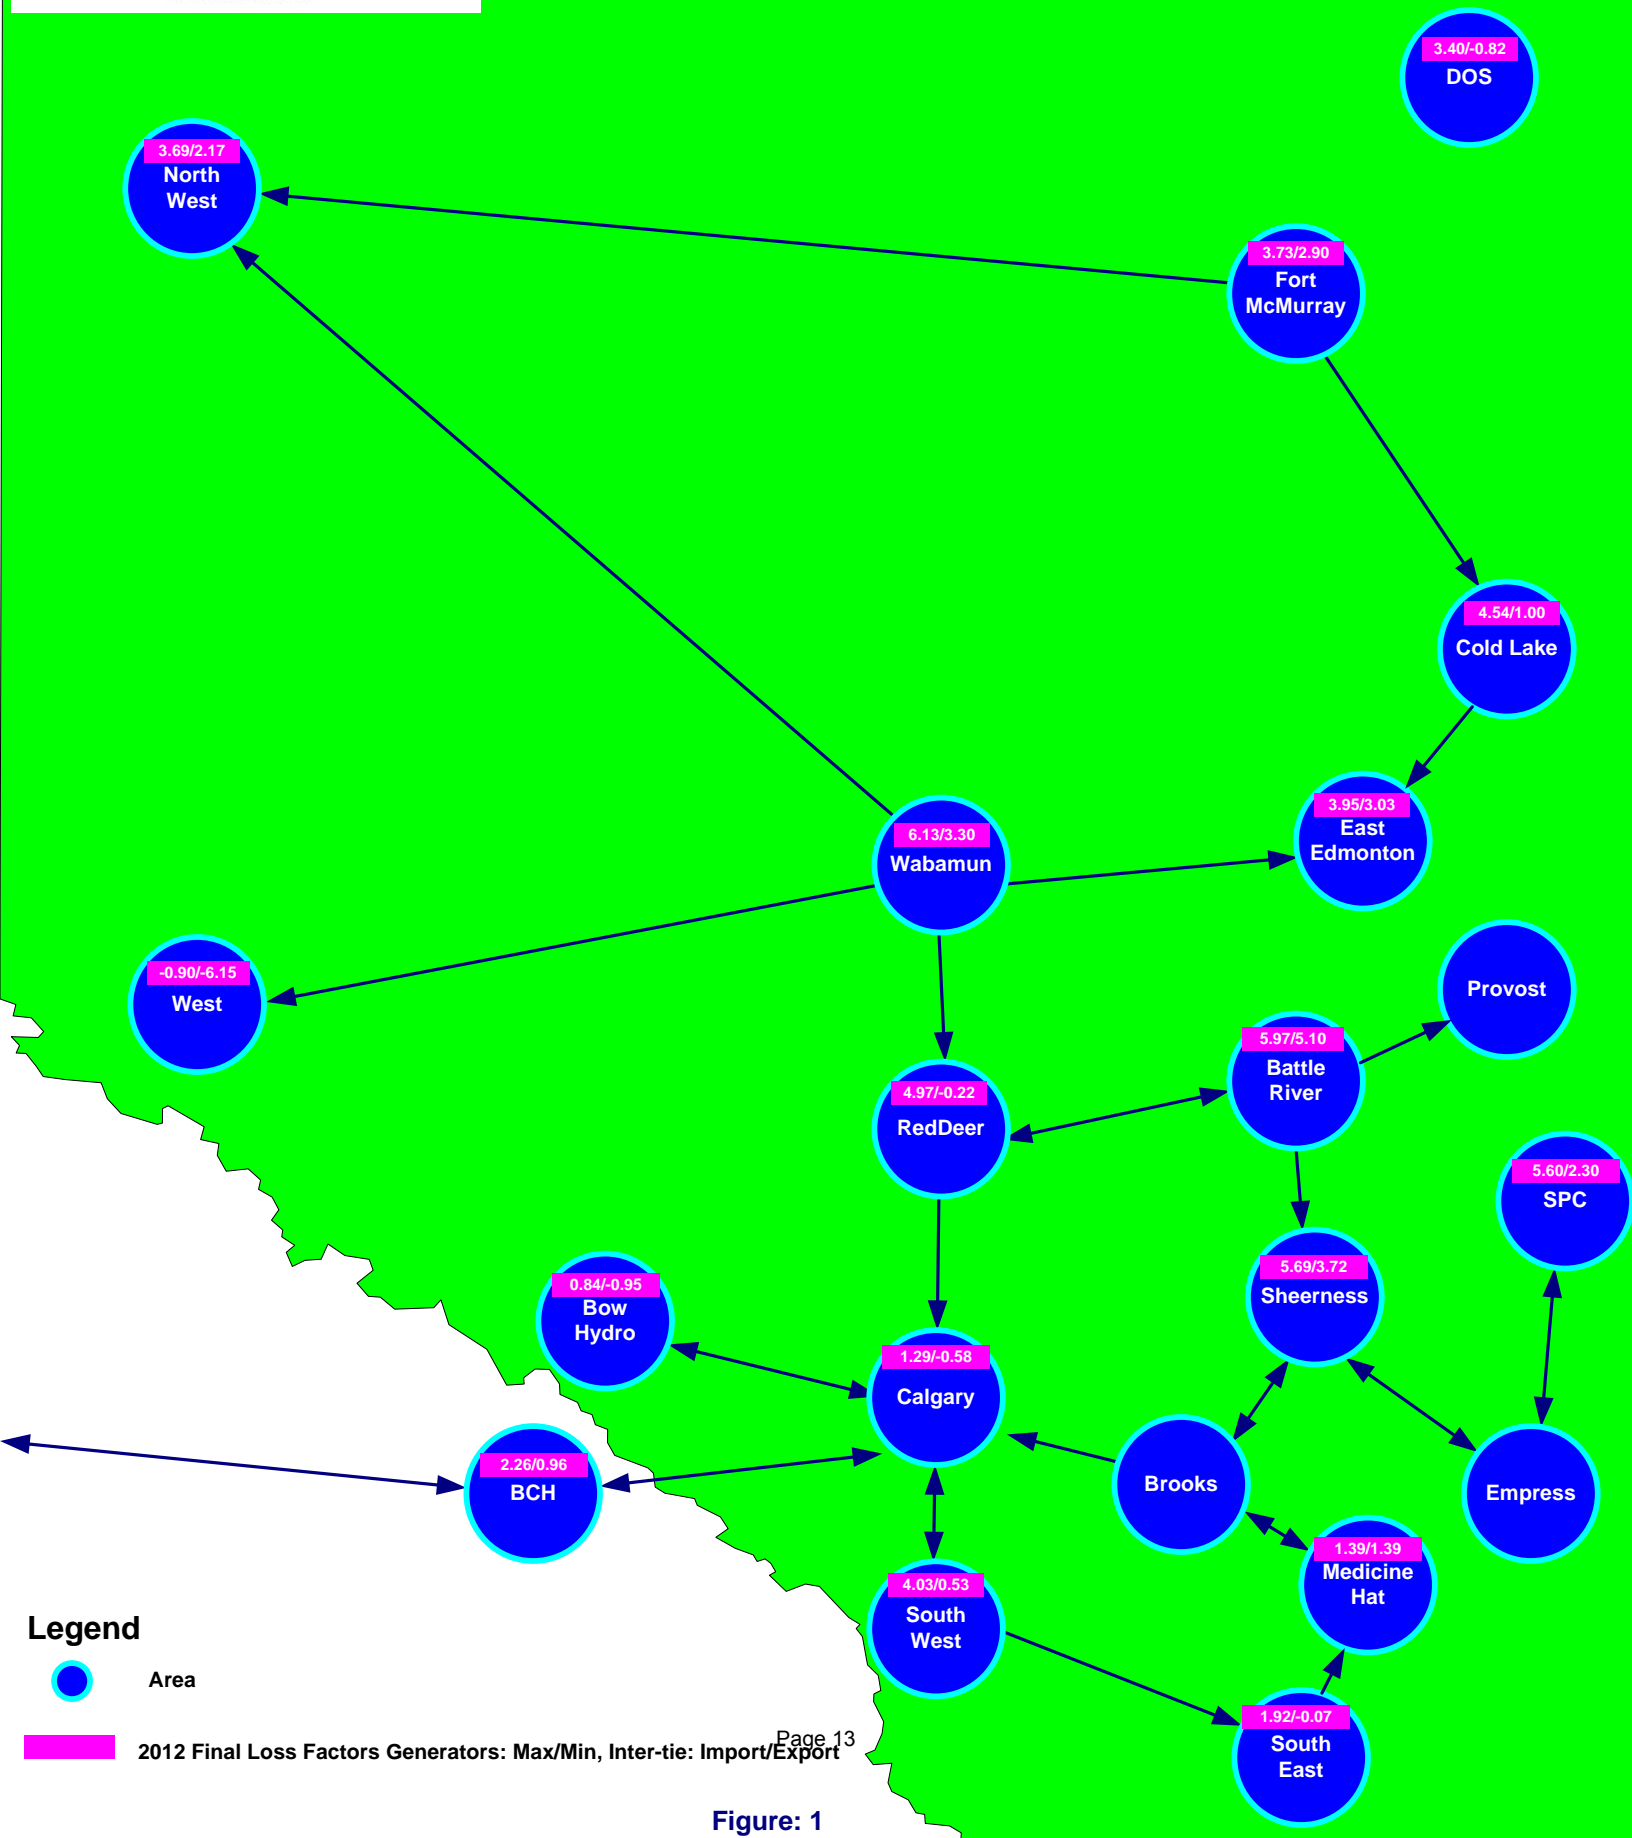 3.40/-0.82
DOS
3.69/2.17
North
West
3.73/2.90
Fort
McMurray
4.54/1.00
Cold Lake
3.95/3.03
East
Edmonton
6.13/3.30
Wabamun
-0.90/-6.15
West
Provost
5.97/5.10
Battle
River
4.97/-0.22
RedDeer
5.60/2.30
SPC
5.69/3.72
Sheerness
0.84/-0.95
Bow
Hydro
1.29/-0.58
Calgary
2.26/0.96
BCH
Brooks
Empress
1.39/1.39
Medicine
Hat
4.03/0.53
South
West
1.92/-0.07
South
East
Legend
Area
2012 Final Loss Factors Generators: Max/Min, Inter-tie: Import/Export
Page 13
Figure: 1